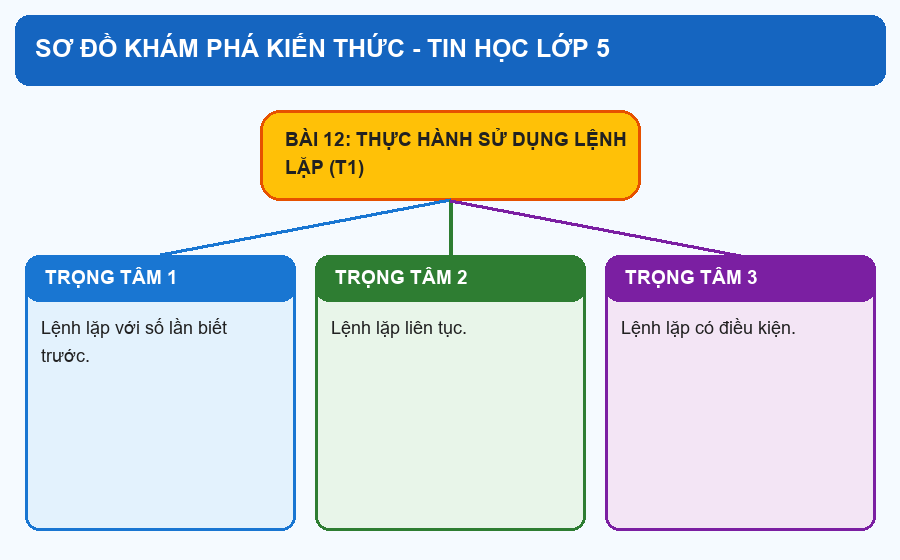 SƠ ĐỒ KHÁM PHÁ KIẾN THỨC - TIN HỌC LỚP 5
BÀI 12: THỰC HÀNH SỬ DỤNG LỆNH
LẶP (T1)
TRỌNG TÂM 1
Lệnh lặp với số lần biết
trước.
TRỌNG TÂM 2
Lệnh lặp liên tục.
TRỌNG TÂM 3
Lệnh lặp có điều kiện.